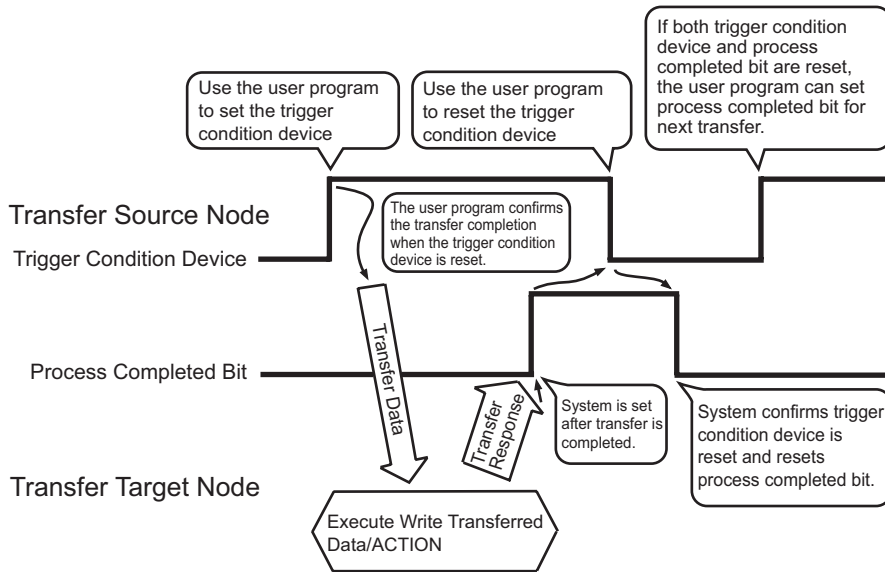 If both trigger condition
device and process
completed bit are reset,
the user program can set
process completed bit for
next transfer.
Use the user program
to set the trigger
condition device
Use the user program
to reset the trigger
condition device
Transfer Source Node
The user program confirms
the transfer completion
when the trigger condition
device is reset.
Trigger Condition Device
Transfer Data
Process Completed Bit
Transfer
Response
System is set
after transfer is
completed.
System confirms trigger
condition device is
reset and resets
process completed bit.
Transfer Target Node
Execute Write Transferred
Data/ACTION